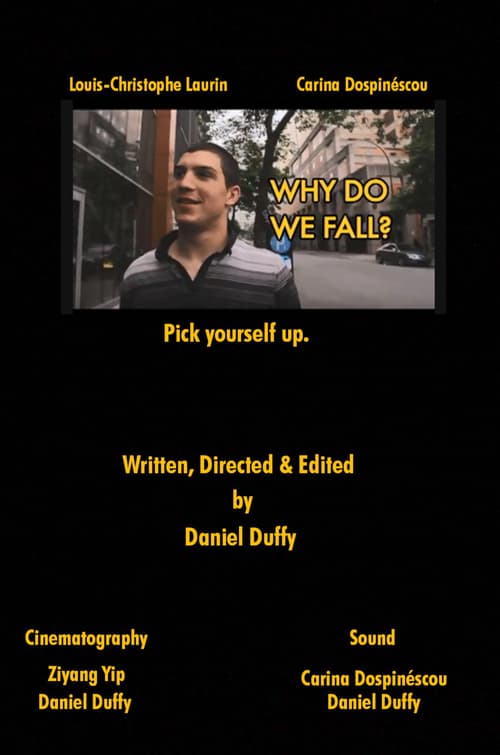 Louis-Christophe Laurin
Carina Dospinéscou
WHY DO
WE FALL?
Pick yourself up.
Written, Directed & Edited
by
Daniel Duffy
Cinematography
Ziyang Yip
Daniel Duffy
Sound
Carina Dospinéscou
Daniel Duffy